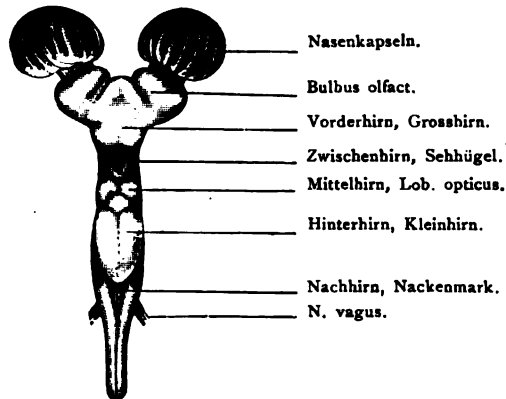 Nasenkapseln.
Bulbus olfact.
Vorderhirn, Grosshirn.
Zwischenhirn, Sehhügel.
Mittelhirn, Lob. opticus.
Hinterhirn, Kleinhirn.
Nachhirn, Nackenmark.
N. vagus.